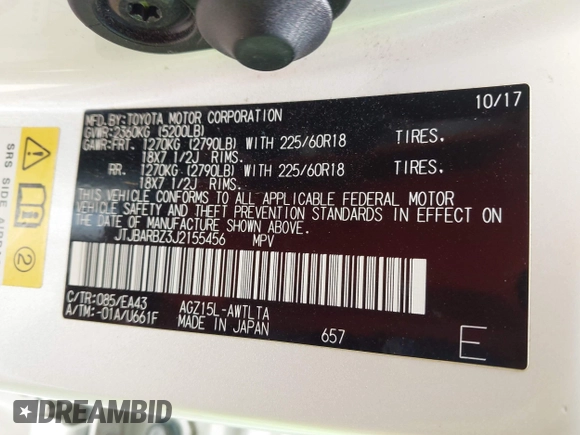 10/17
MFD.BY:TOYOTA MOTOR CORPORATION
GVWR:2360KG (5200LB)
GAWR:FRT. 1270KG (2790LB) WITH 225/60R18 TIRES.
18X7 1/2J RIMS.
RR. 1270KG (2790LB) WITH 225/60R18 TIRES.
18X7 1/2J RIMS.
THIS VEHICLE CONFORMS TO ALL APPLICABLE FEDERAL MOTOR
VEHICLE SAFETY AND THEFT PREVENTION STANDARDS IN EFFECT ON
THE DATE OF MANUFACTURE SHOWN ABOVE.
JTJBARBZ3J2155456 MPV
C/TR:085/EA43 AGZ15L-AWTLTA
A/TM:-01A/U661F MADE IN JAPAN 657 E
SRS SIDE
2
DREAMBID